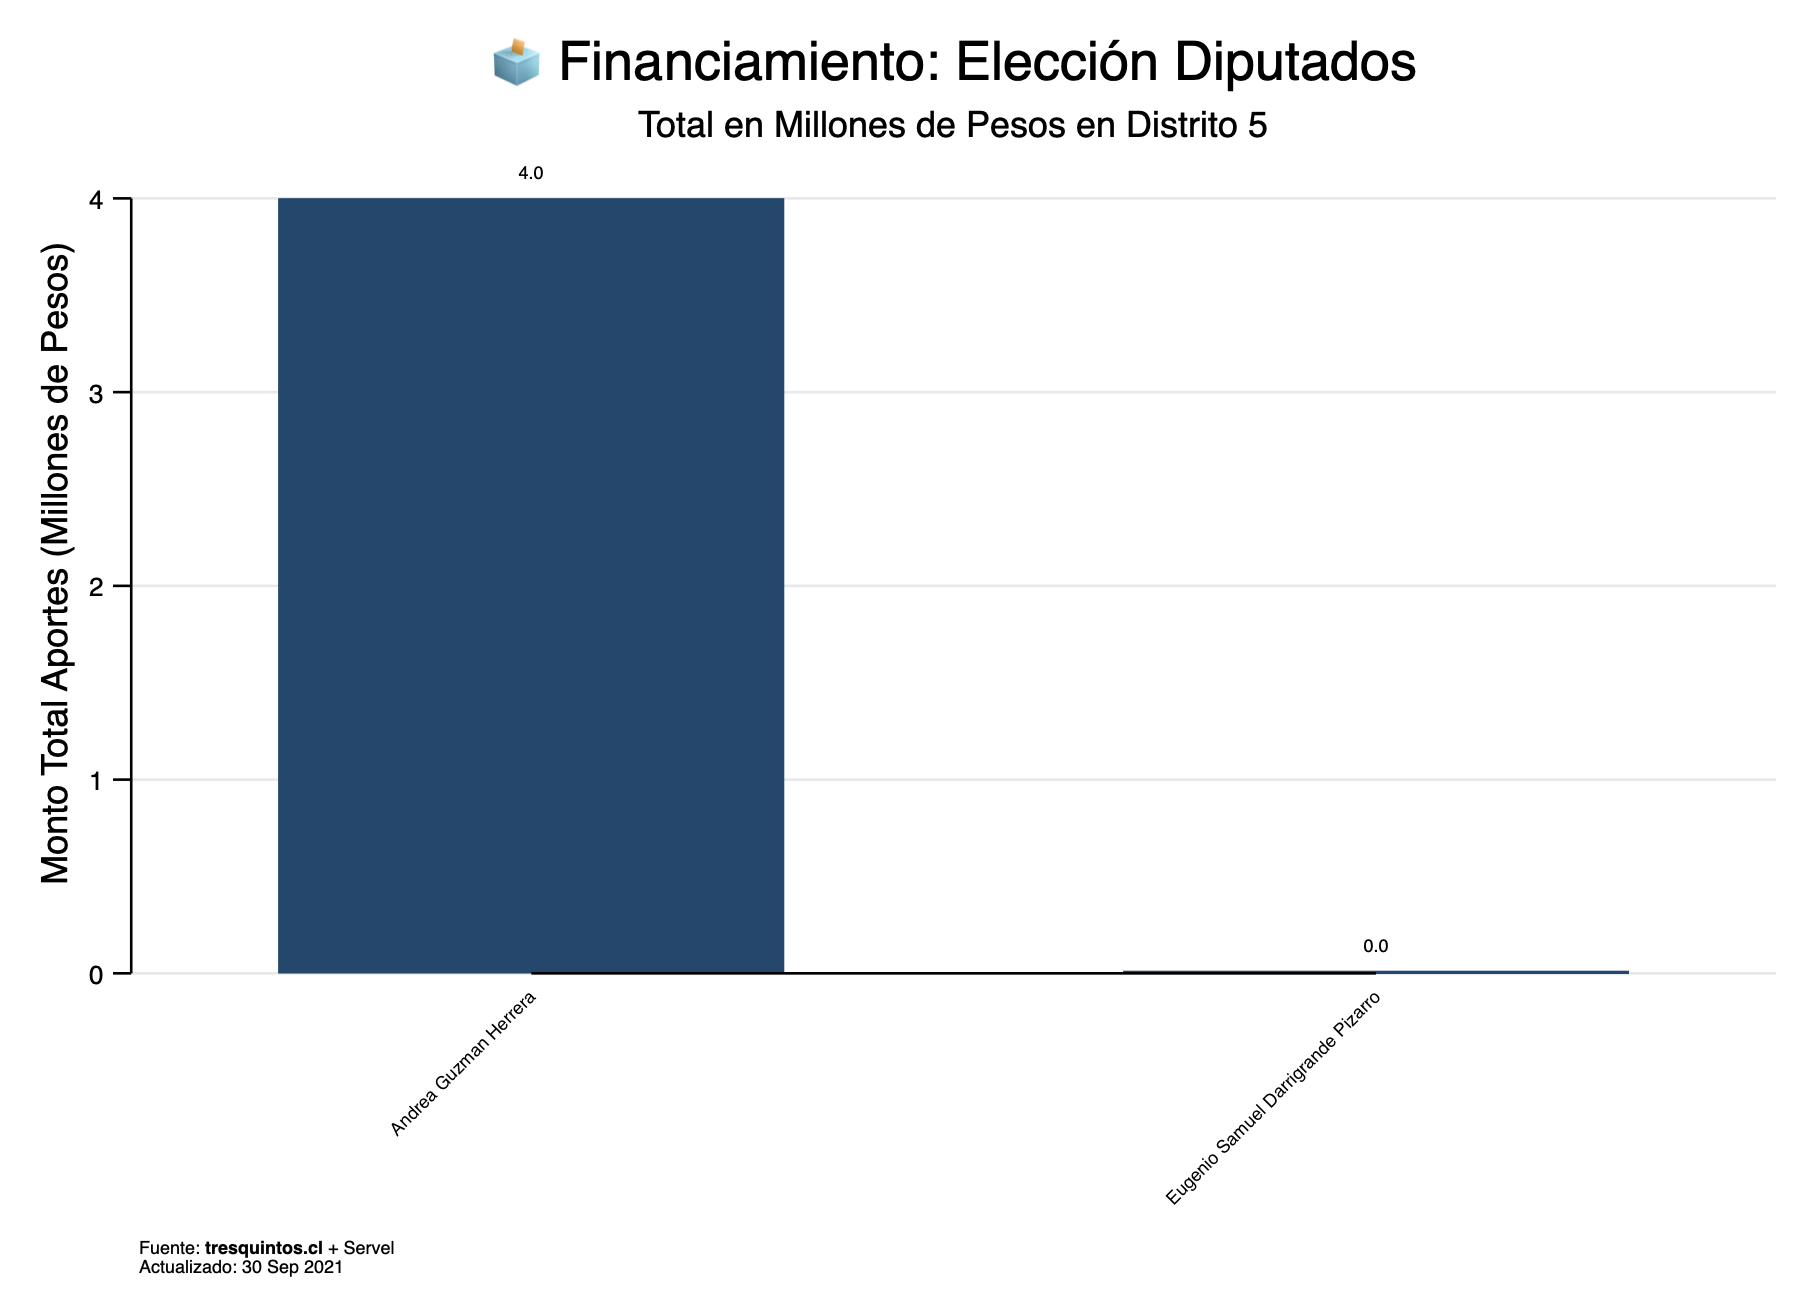 Financiamiento: Elección Diputados
Total en Millones de Pesos en Distrito 5
Monto Total Aportes (Millones de Pesos)
4
3
2
1
0
4.0
0.0
Andrea Guzman Herrera
Eugenio Samuel Darrigrande Pizarro
Fuente: tresquintos.cl + Servel
Actualizado: 30 Sep 2021